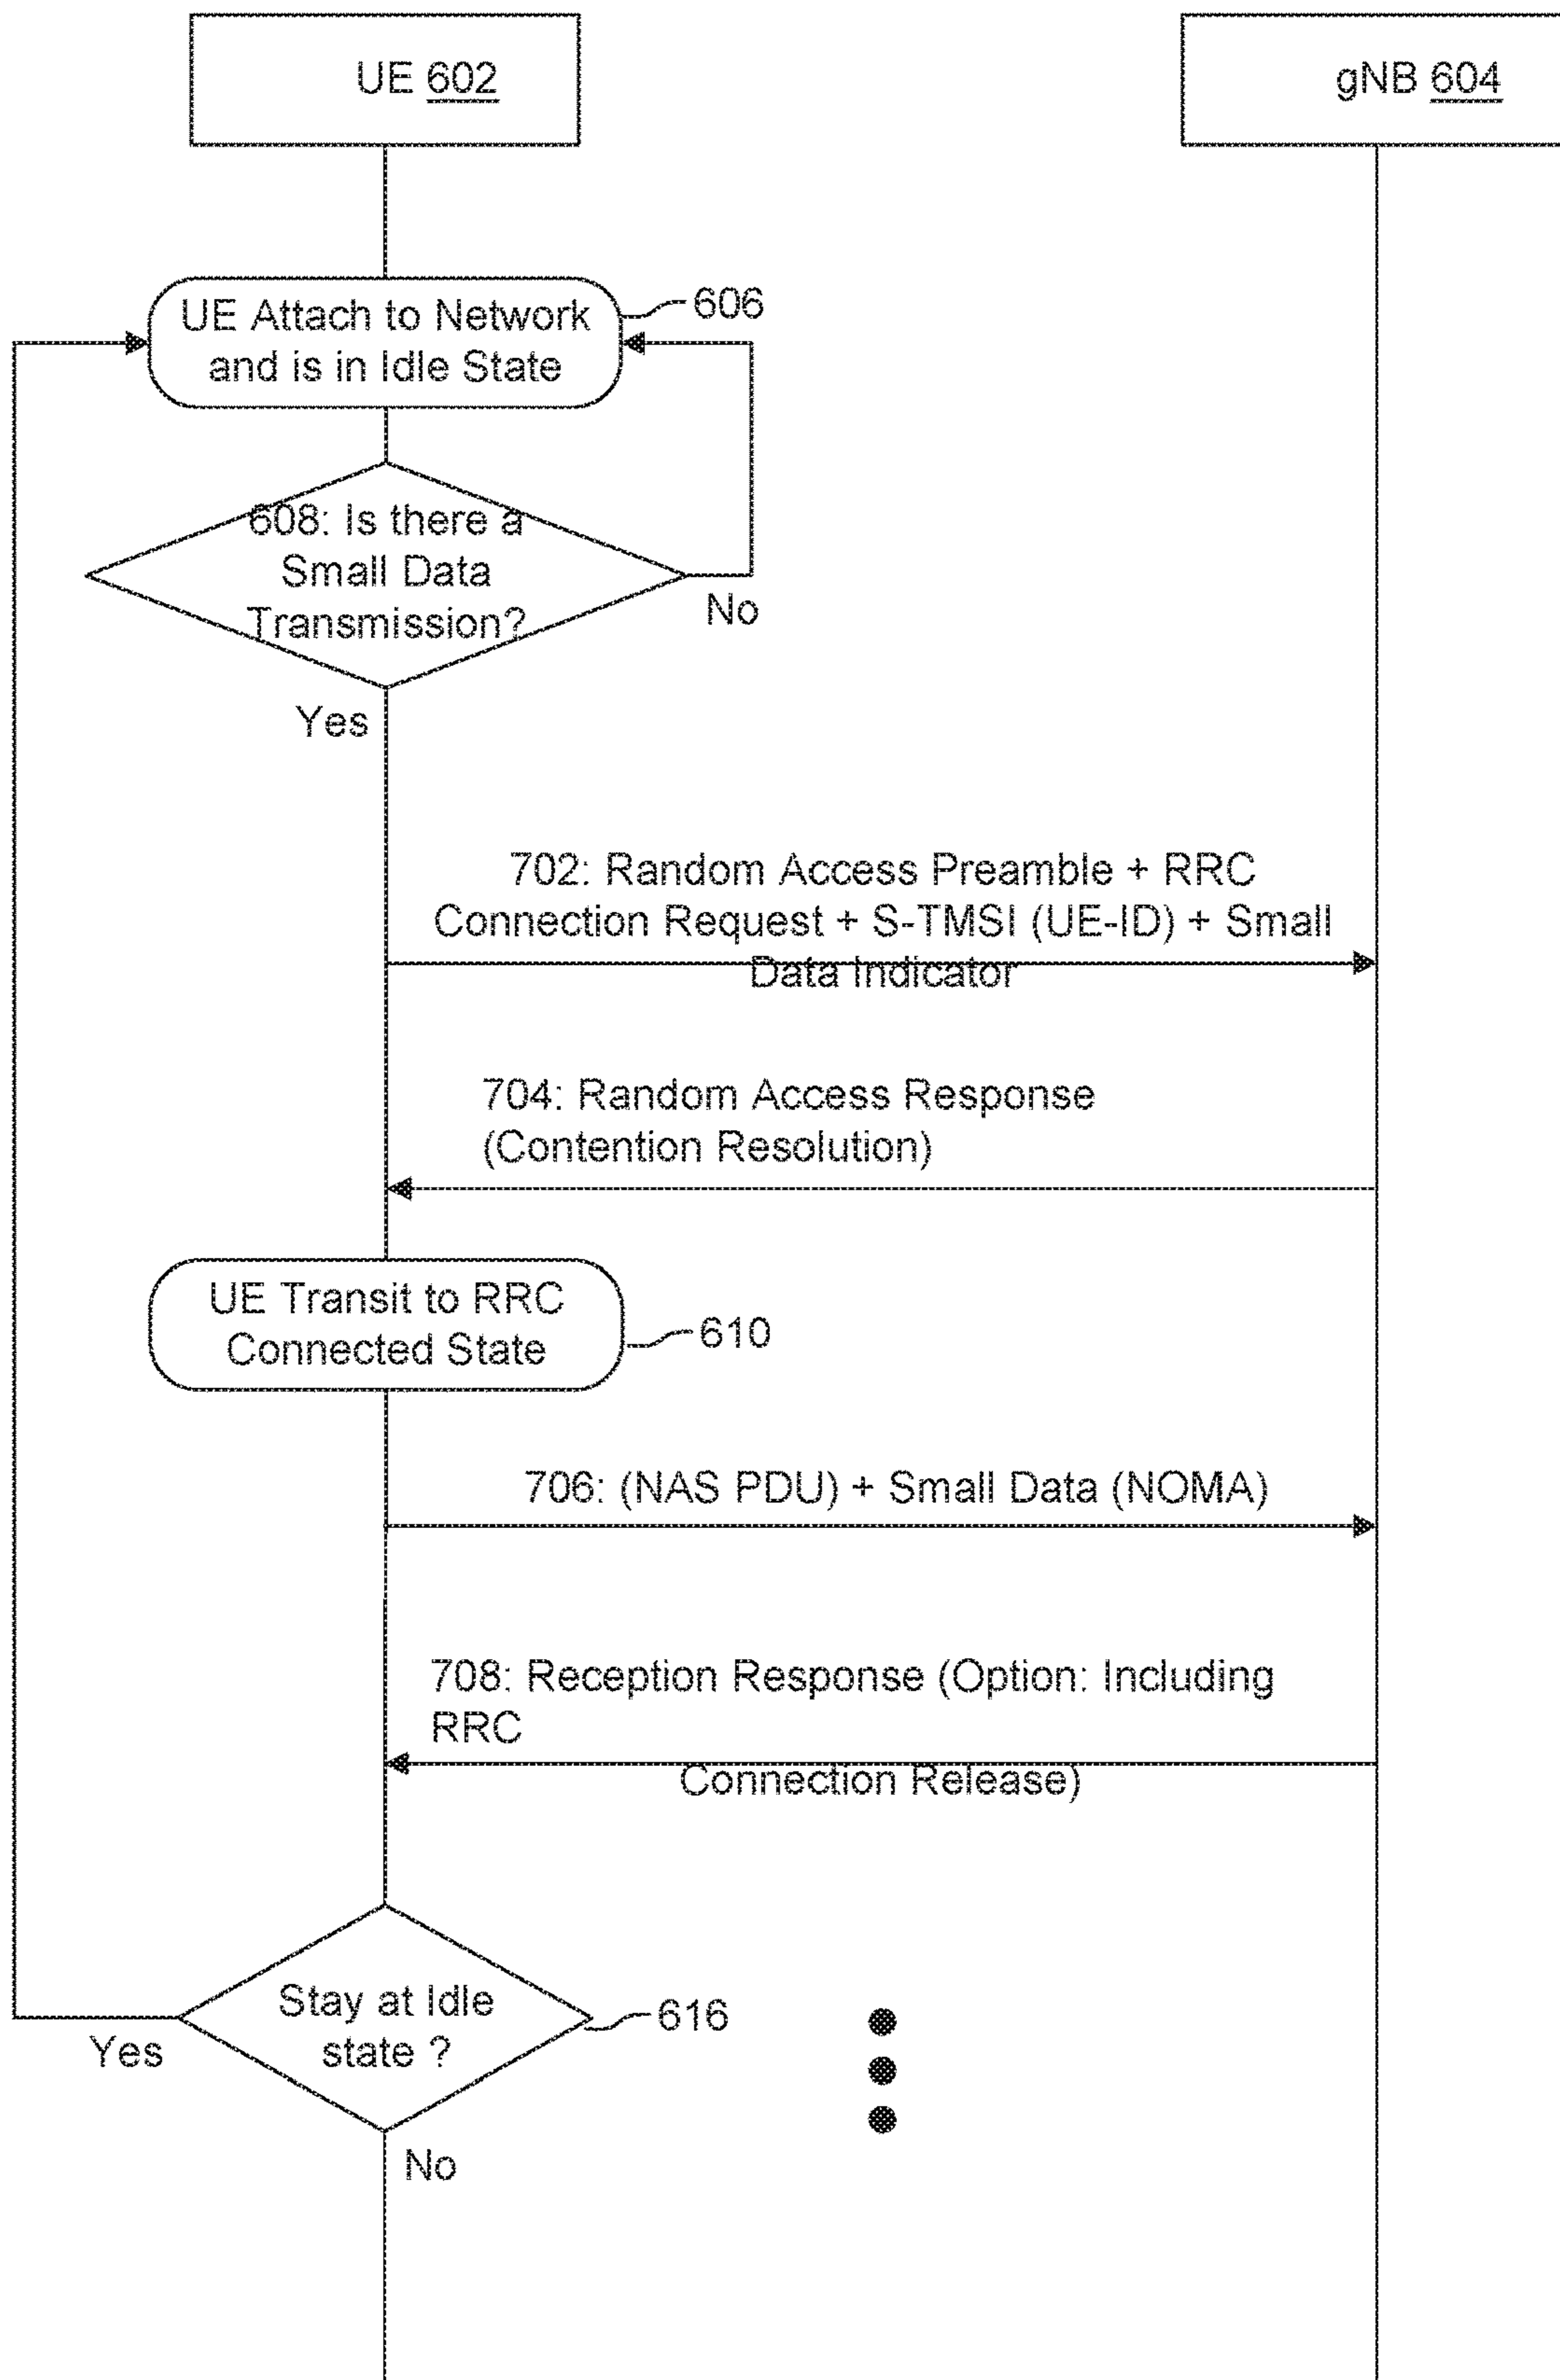 UE 602
gNB 604
UE Attach to Network
and is in Idle State
606
608: Is there a
Small Data
Transmission?
No
Yes
702: Random Access Preamble + RRC
Connection Request + S-TMSI (UE-ID) + Small
Data Indicator
704: Random Access Response
(Contention Resolution)
UE Transit to RRC
Connected State
610
706: (NAS PDU) + Small Data (NOMA)
708: Reception Response (Option: Including
RRC
Connection Release)
Stay at Idle
state ?
616
Yes
No